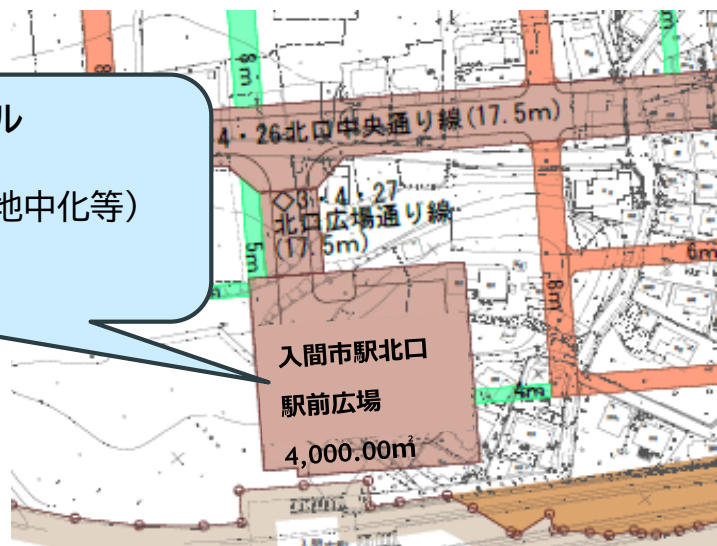 8m
ル
4・26北口中央通り線(17.5m)
地中化等）
◇3・4・27
北口広場通り線
(17.5m)
5m
6m
8m
入間市駅北口
駅前広場
4m
4,000.00㎡